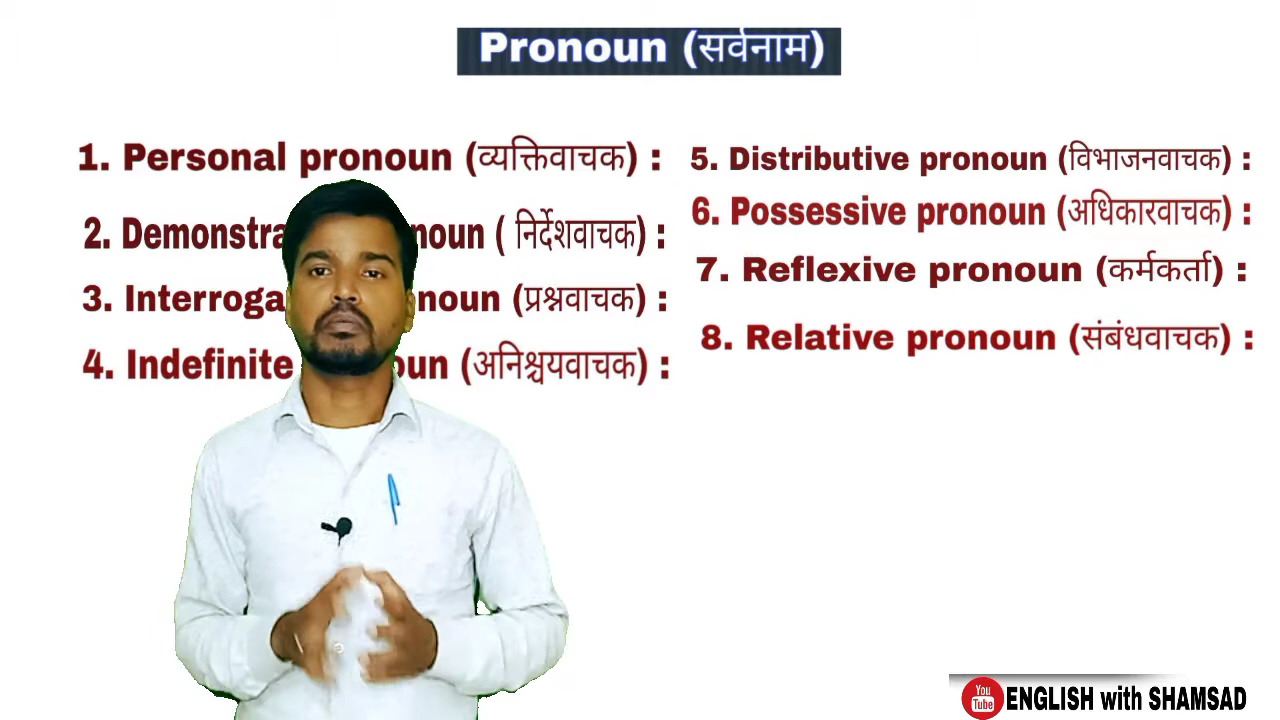 Pronoun (सर्वनाम)
1. Personal pronoun (व्यक्तिवाचक) :
2. Demonstra noun ( निर्देशवाचक) :
3. Interroga noun (प्रश्नवाचक) :
4. Indefinite oun (अनिश्चयवाचक) :
5. Distributive pronoun (विभाजनवाचक) :
6. Possessive pronoun (अधिकारवाचक) :
7. Reflexive pronoun (कर्मकर्ता) :
8. Relative pronoun (संबंधवाचक) :
You
Tube ENGLISH with SHAMSAD